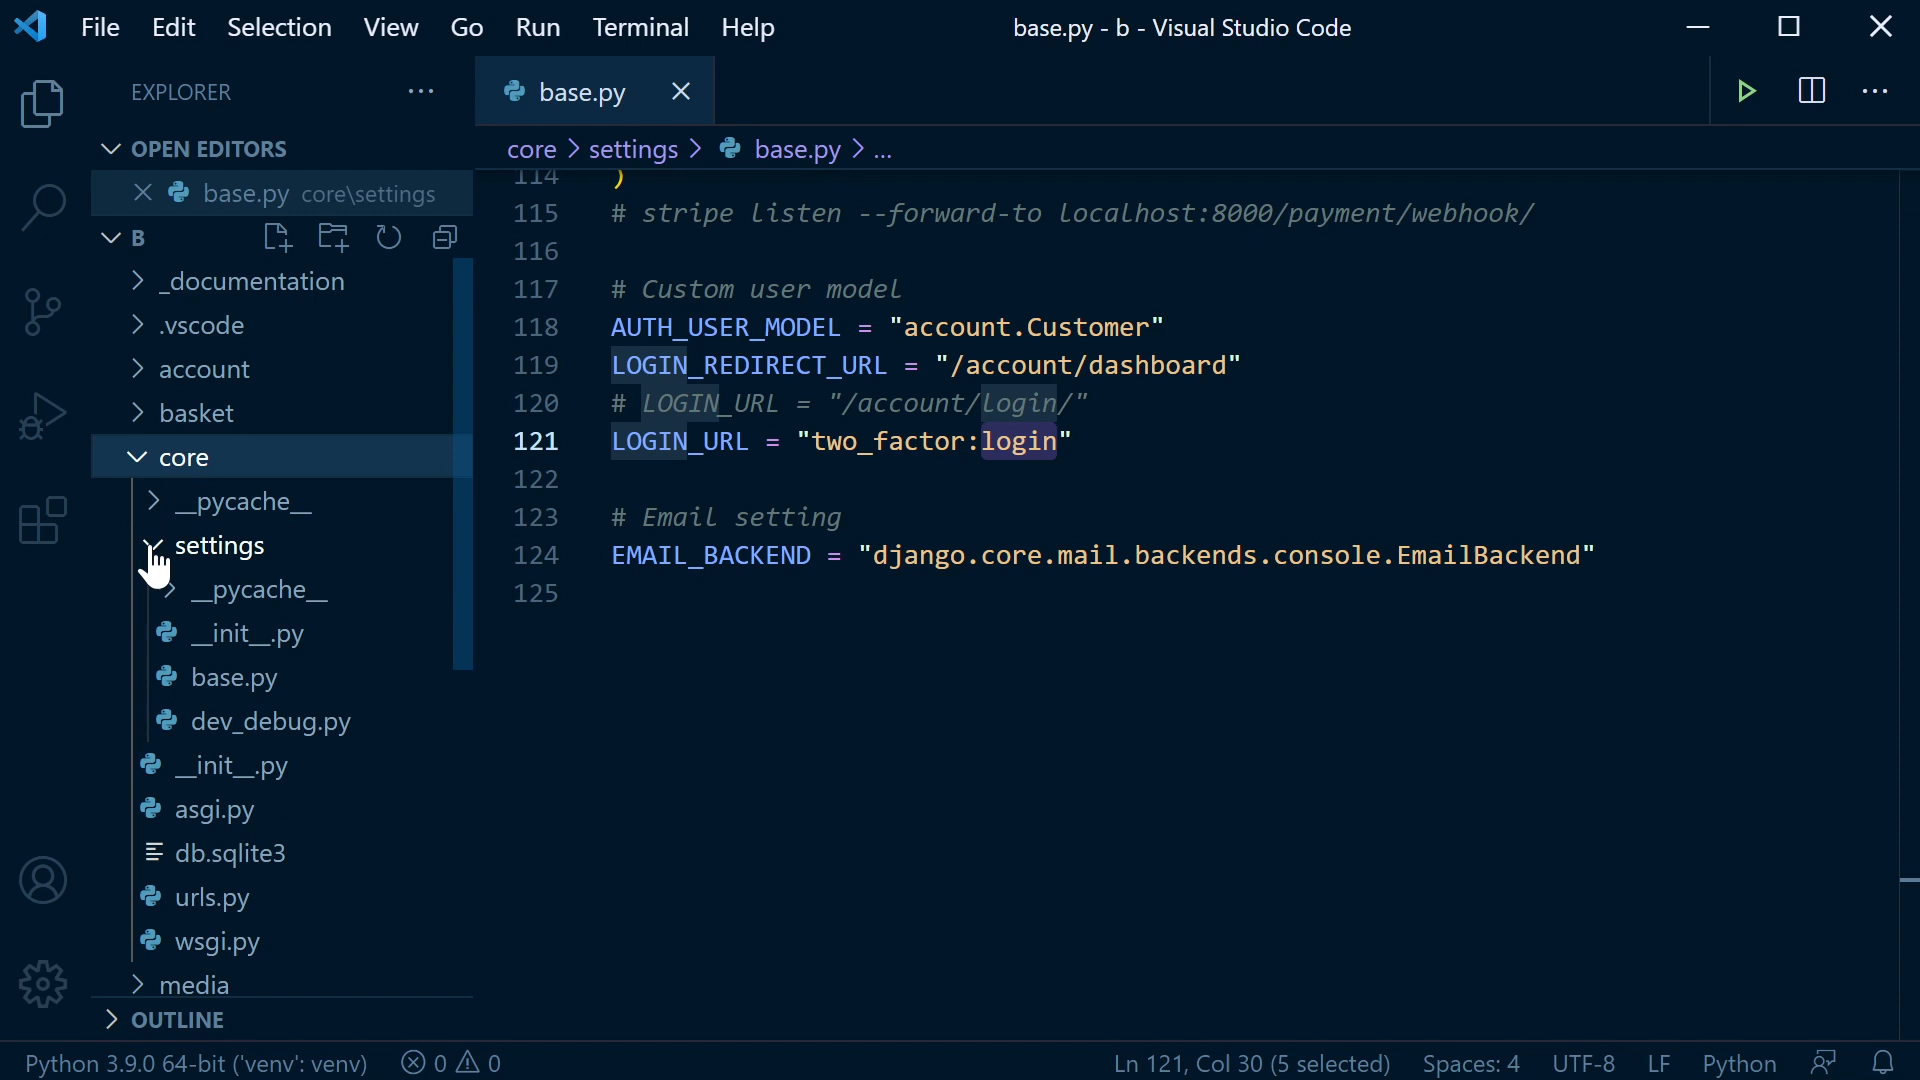 File Edit Selection View Go Run Terminal Help base.py - b - Visual Studio Code
EXPLORER
base.py
OPEN EDITORS
base.py core\settings
B
_documentation
.vscode
account
basket
core
__pycache__
settings
__pycache__
__init__.py
base.py
dev_debug.py
__init__.py
asgi.py
db.sqlite3
urls.py
wsgi.py
media
OUTLINE
core > settings > base.py > ...
114 )
115 # stripe listen --forward-to localhost:8000/payment/webhook/
116
117 # Custom user model
118 AUTH_USER_MODEL = "account.Customer"
119 LOGIN_REDIRECT_URL = "/account/dashboard"
120 # LOGIN_URL = "/account/login/"
121 LOGIN_URL = "two_factor:login"
122
123 # Email setting
124 EMAIL_BACKEND = "django.core.mail.backends.console.EmailBackend"
125
Python 3.9.0 64-bit ('venv': venv) 0 0 Ln 121, Col 30 (5 selected) Spaces: 4 UTF-8 LF Python